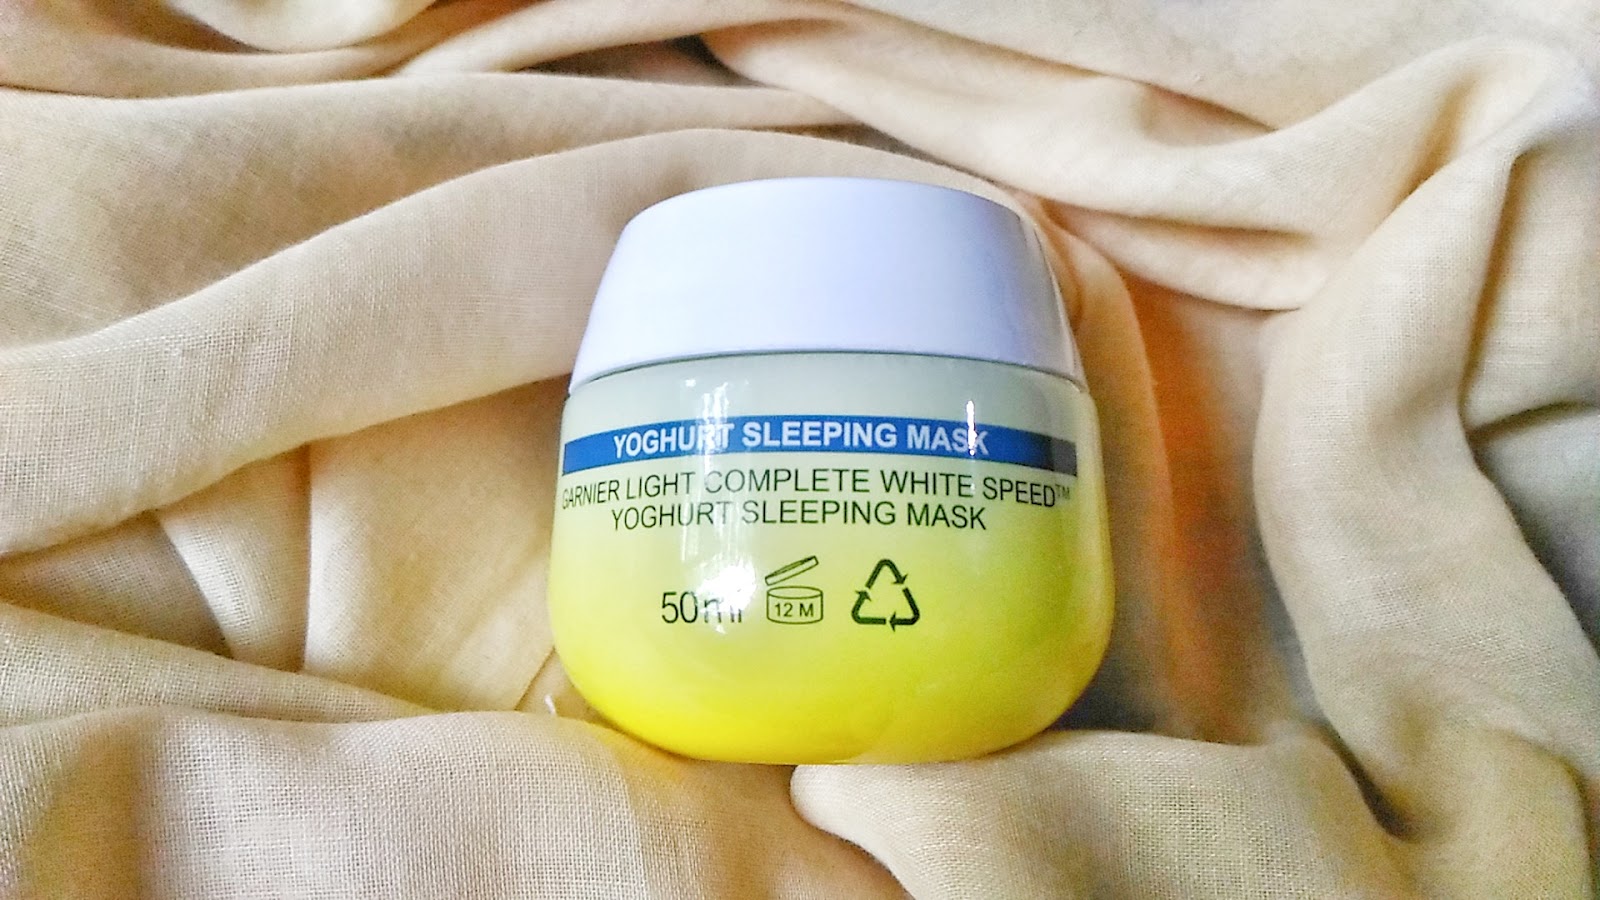 YOGHURT SLEEPING MASK
GARNIER LIGHT COMPLETE WHITE SPEED™
YOGHURT SLEEPING MASK
50ml 12 M